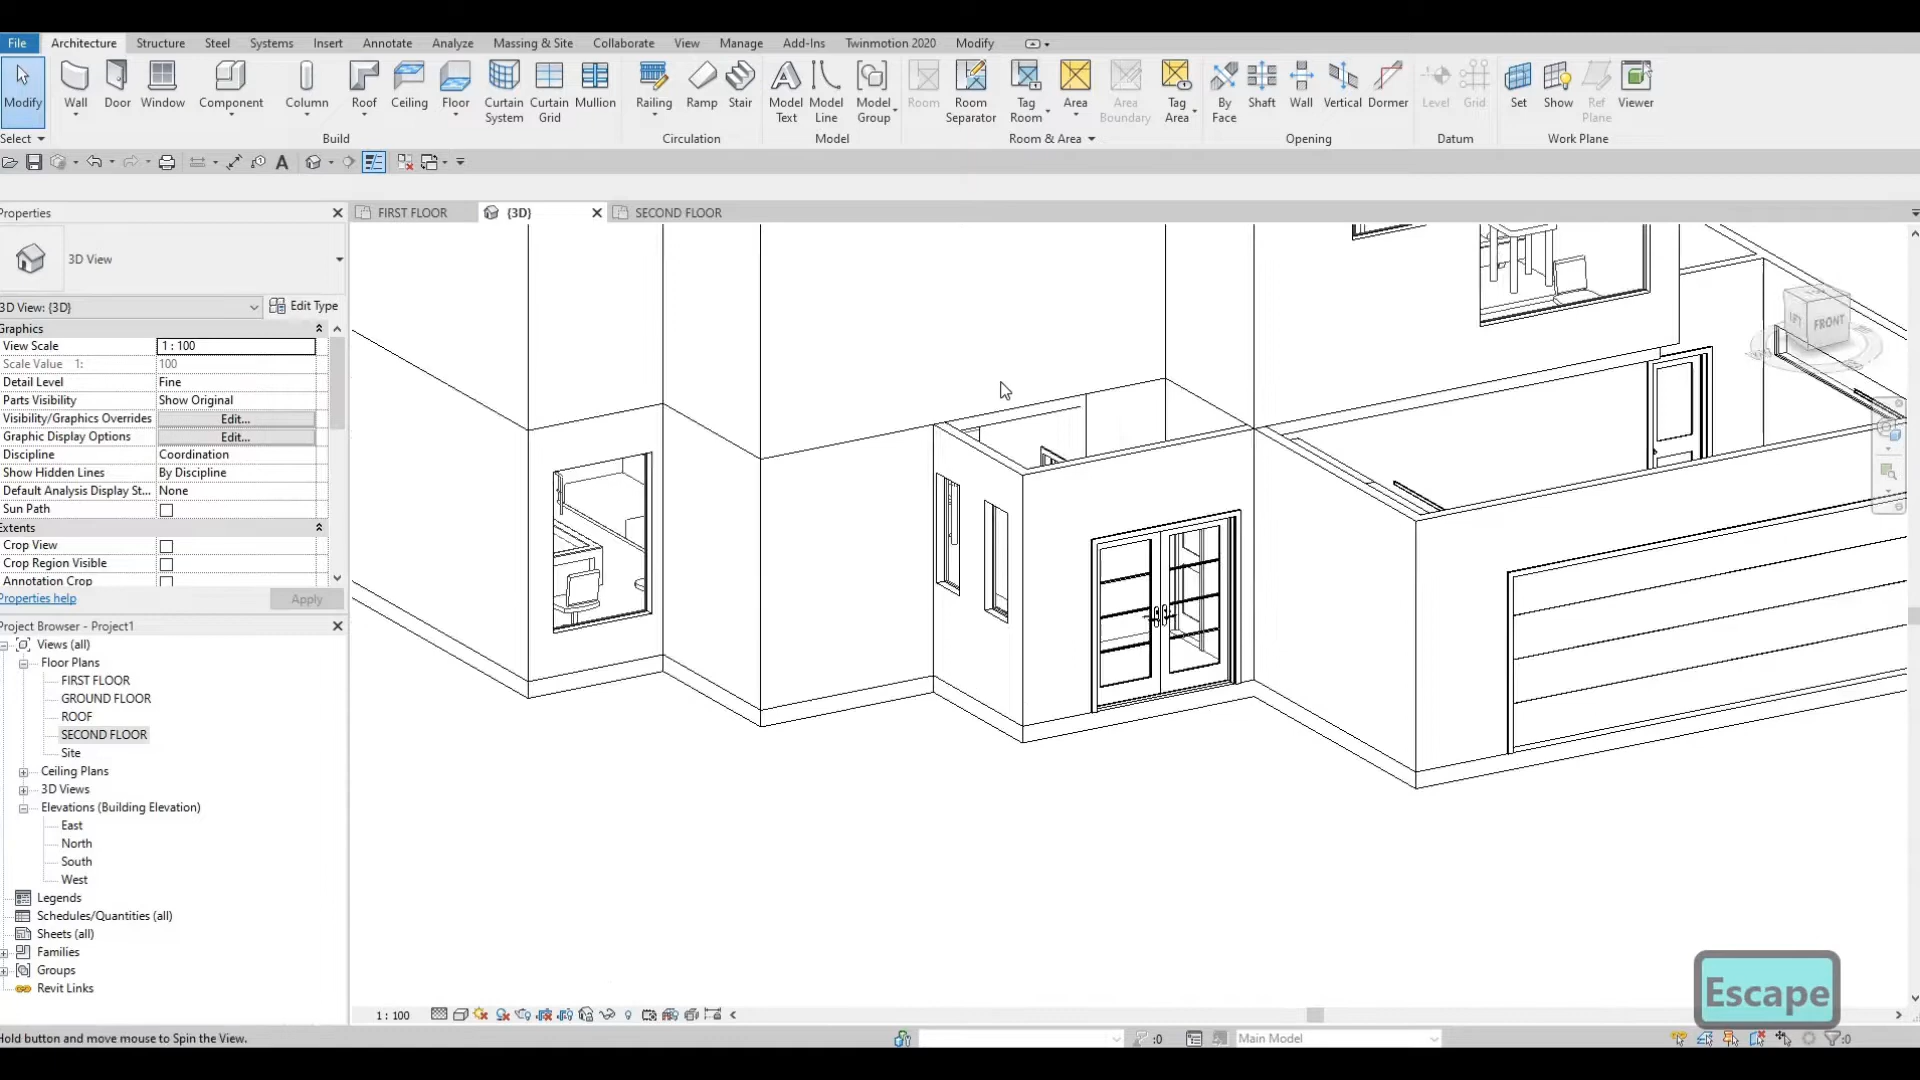 File Architecture Structure Steel Systems Insert Annotate Analyze Massing & Site Collaborate View Manage Add-Ins Twinmotion 2020 Modify
Modify Wall Door Window Component Column Roof Ceiling Floor Curtain System Curtain Grid Mullion Railing Ramp Stair Model Text Model Line Model Group Room Room Separator Tag Room Area Area Boundary Tag Area By Face Shaft Wall Vertical Dormer Level Grid Set Show Ref Plane Viewer
Select Build Circulation Model Room & Area Opening Datum Work Plane
Properties
FIRST FLOOR {3D} SECOND FLOOR
3D View
3D View: {3D} Edit Type
Graphics
View Scale 1 : 100
Scale Value 1: 100
Detail Level Fine
Parts Visibility Show Original
Visibility/Graphics Overrides Edit...
Graphic Display Options Edit...
Discipline Coordination
Show Hidden Lines By Discipline
Default Analysis Display St... None
Sun Path
Extents
Crop View
Crop Region Visible
Annotation Crop
Properties help Apply
Project Browser - Project1
Views (all)
Floor Plans
FIRST FLOOR
GROUND FLOOR
ROOF
SECOND FLOOR
Site
Ceiling Plans
3D Views
Elevations (Building Elevation)
East
North
South
West
Legends
Schedules/Quantities (all)
Sheets (all)
Families
Groups
Revit Links
FRONT
Escape
1 : 100
Hold button and move mouse to Spin the View.
:0 Main Model :0